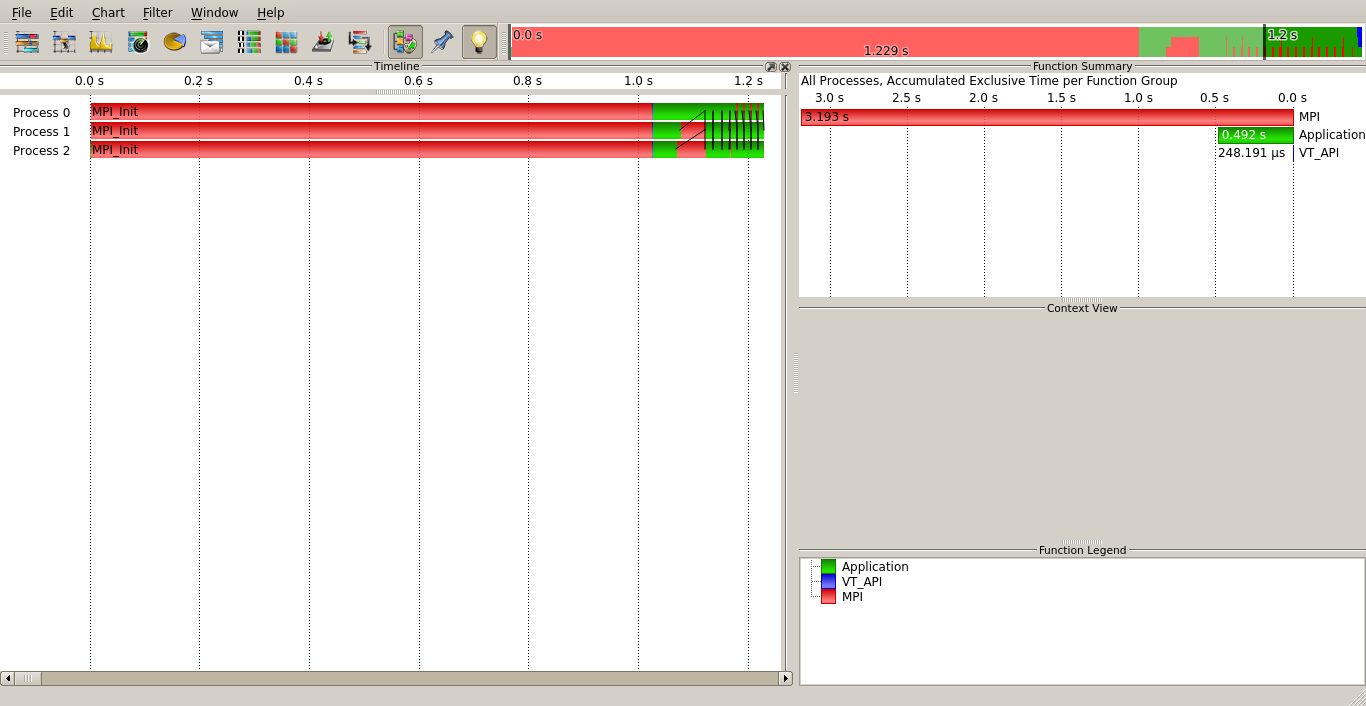 File Edit Chart Filter Window Help
0.0 s 1.2 s
1.229 s
Timeline
0.0 s 0.2 s 0.4 s 0.6 s 0.8 s 1.0 s 1.2 s
Process 0 MPI_Init
Process 1 MPI_Init
Process 2 MPI_Init
Function Summary
All Processes, Accumulated Exclusive Time per Function Group
3.0 s 2.5 s 2.0 s 1.5 s 1.0 s 0.5 s 0.0 s
3.193 s MPI
0.492 s Application
248.191 µs VT_API
Context View
Function Legend
Application
VT_API
MPI